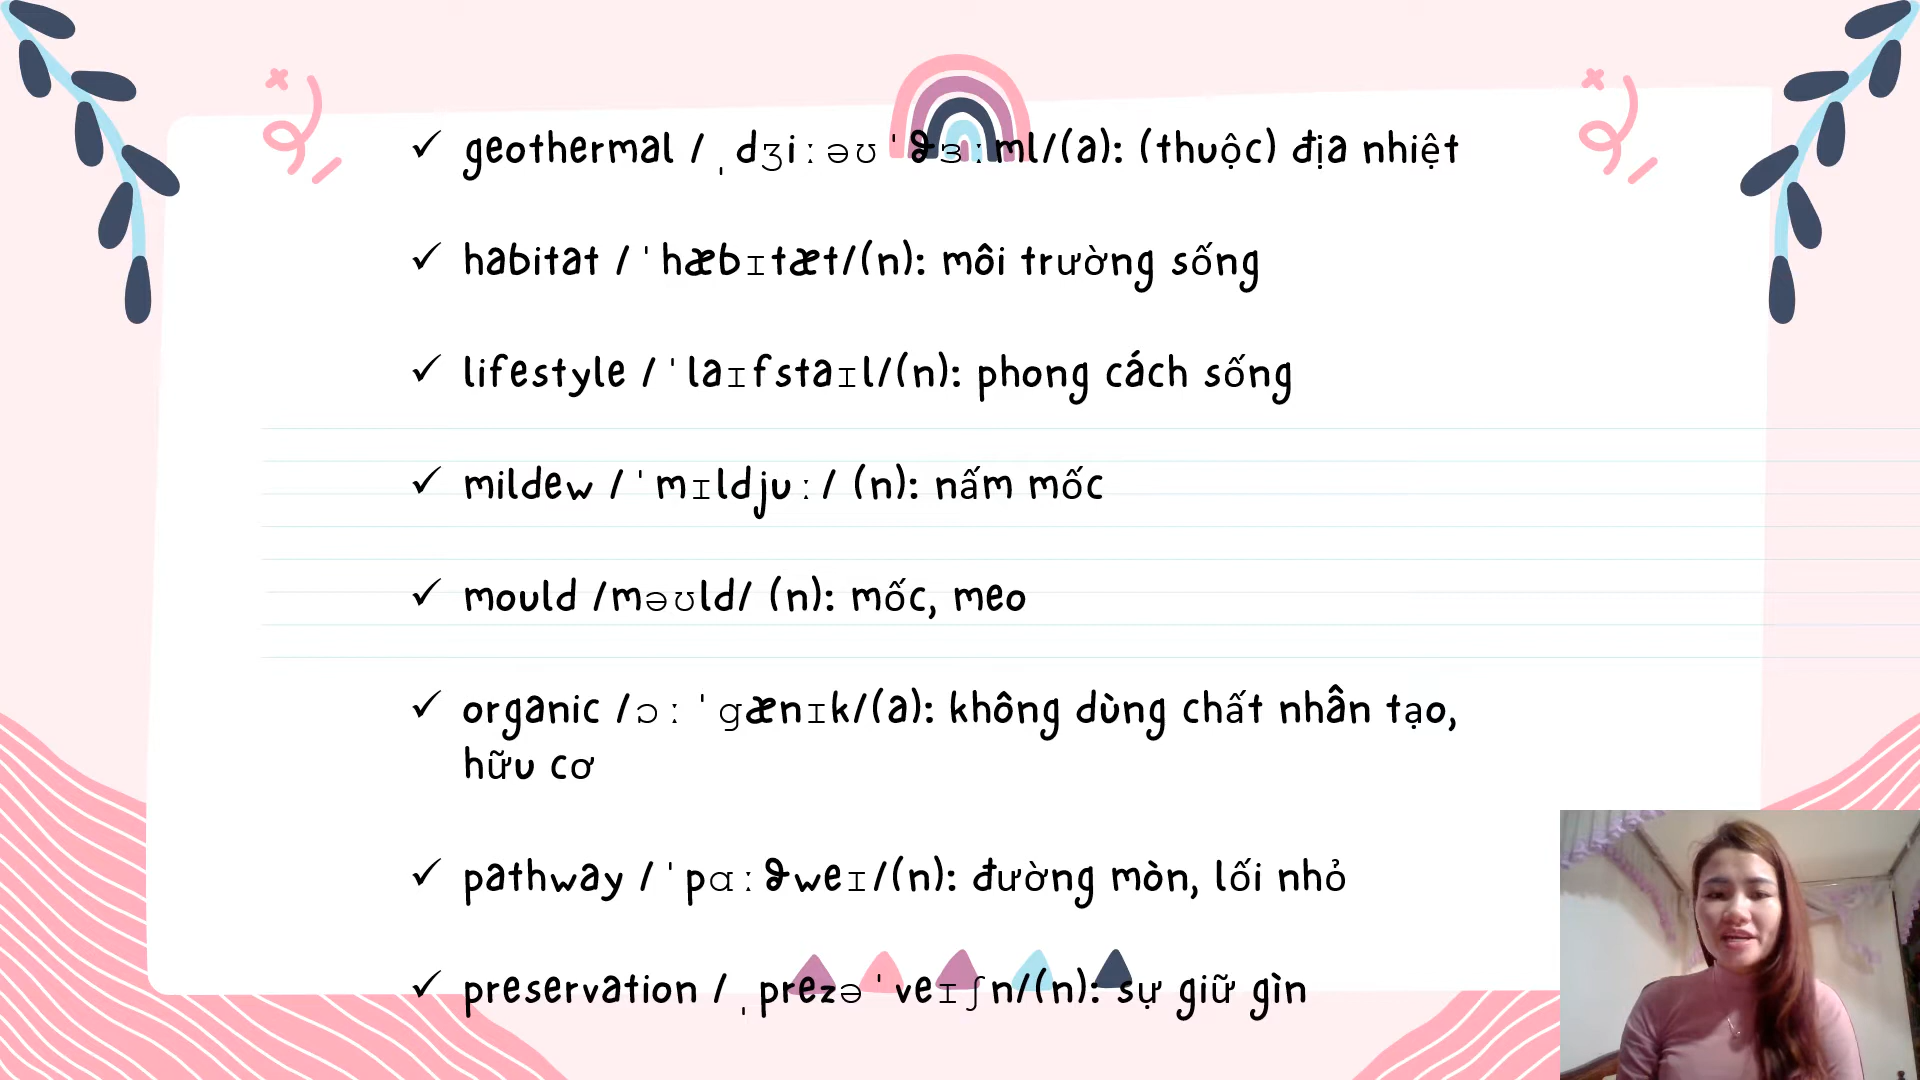 ✓ geothermal /ˌdʒiːəʊˈθɜːml/(a): (thuộc) địa nhiệt
✓ habitat /ˈhæbɪtæt/(n): môi trường sống
✓ lifestyle /ˈlaɪfstaɪl/(n): phong cách sống
✓ mildew /ˈmɪldjuː/ (n): nấm mốc
✓ mould /məʊld/ (n): mốc, meo
✓ organic /ɔːˈɡænɪk/(a): không dùng chất nhân tạo,
hữu cơ
✓ pathway /ˈpɑːθweɪ/(n): đường mòn, lối nhỏ
✓ preservation /ˌprezəˈveɪʃn/(n): sự giữ gìn